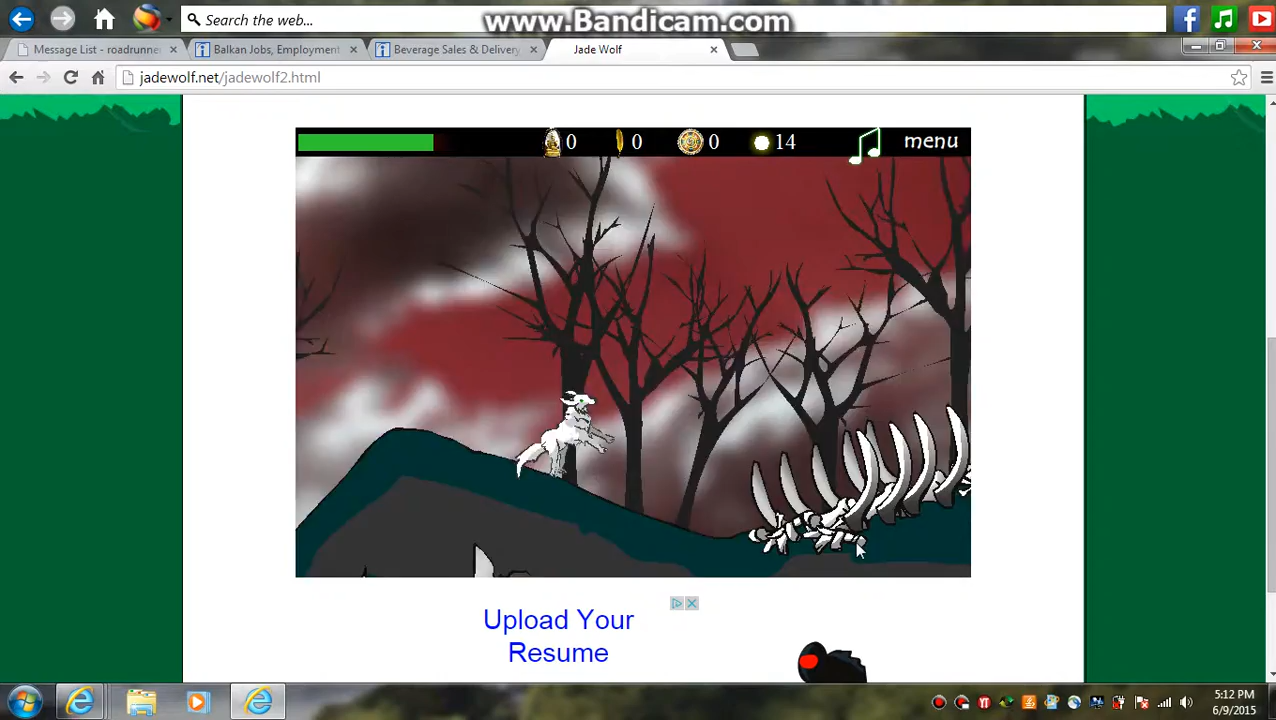 Search the web...
www.Bandicam.com
Message List - roadrunne
Balkan Jobs, Employment
Beverage Sales & Delivery
Jade Wolf
jadewolf.net/jadewolf2.html
0 0 0 14 menu
Upload Your
Resume
5:12 PM
6/9/2015